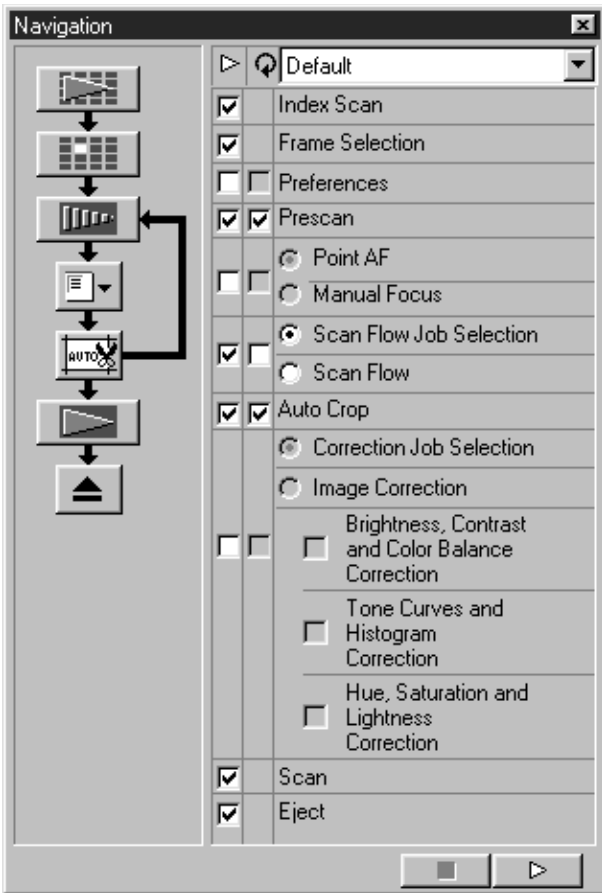 Navigation
Default
Index Scan
Frame Selection
Preferences
Prescan
Point AF
Manual Focus
AUTO
Scan Flow Job Selection
Scan Flow
Auto Crop
Correction Job Selection
Image Correction
Brightness, Contrast
and Color Balance
Correction
Tone Curves and
Histogram
Correction
Hue, Saturation and
Lightness
Correction
Scan
Eject